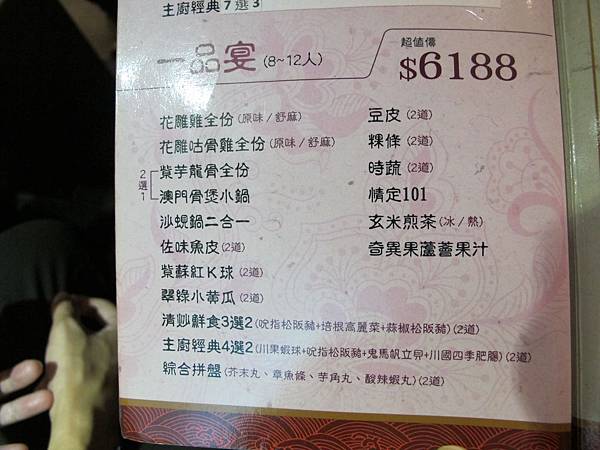 主廚經典7選3
一品宴(8~12人)
超值價
$6188
花雕雞全份(原味/舒麻)
花雕咕骨雞全份(原味/舒麻)
2選1
紫芋龍骨全份
澳門骨煲小鍋
沙蜆鍋二合一
佐味魚皮(2道)
紫蘇紅K球(2道)
翠綠小黃瓜(2道)
清炒鮮食3選2(吮指松阪豬+培根高麗菜+蒜椒松阪豬)(2道)
主廚經典4選2(川果蝦球+吮指松阪豬+鬼馬帆立貝+川國四季肥腸)(2道)
綜合拼盤(芥末丸、章魚條、芋角丸、酸辣蝦丸)(2道)
豆皮(2道)
粿條(2道)
時蔬(2道)
情定101
玄米煎茶(冰/熱)
奇異果蘆薈果汁